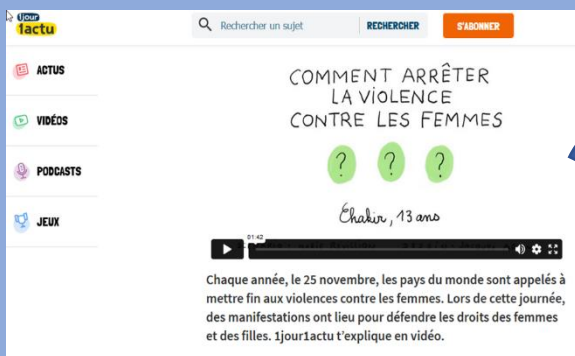 1jour
1actu
Rechercher un sujet
RECHERCHER
S'ABONNER
ACTUS
VIDÉOS
PODCASTS
JEUX
COMMENT ARRÊTER
LA VIOLENCE
CONTRE LES FEMMES
? ? ?
Chakir, 13 ans
01:42
Chaque année, le 25 novembre, les pays du monde sont appelés à
mettre fin aux violences contre les femmes. Lors de cette journée,
des manifestations ont lieu pour défendre les droits des femmes
et des filles. 1jour1actu t'explique en vidéo.